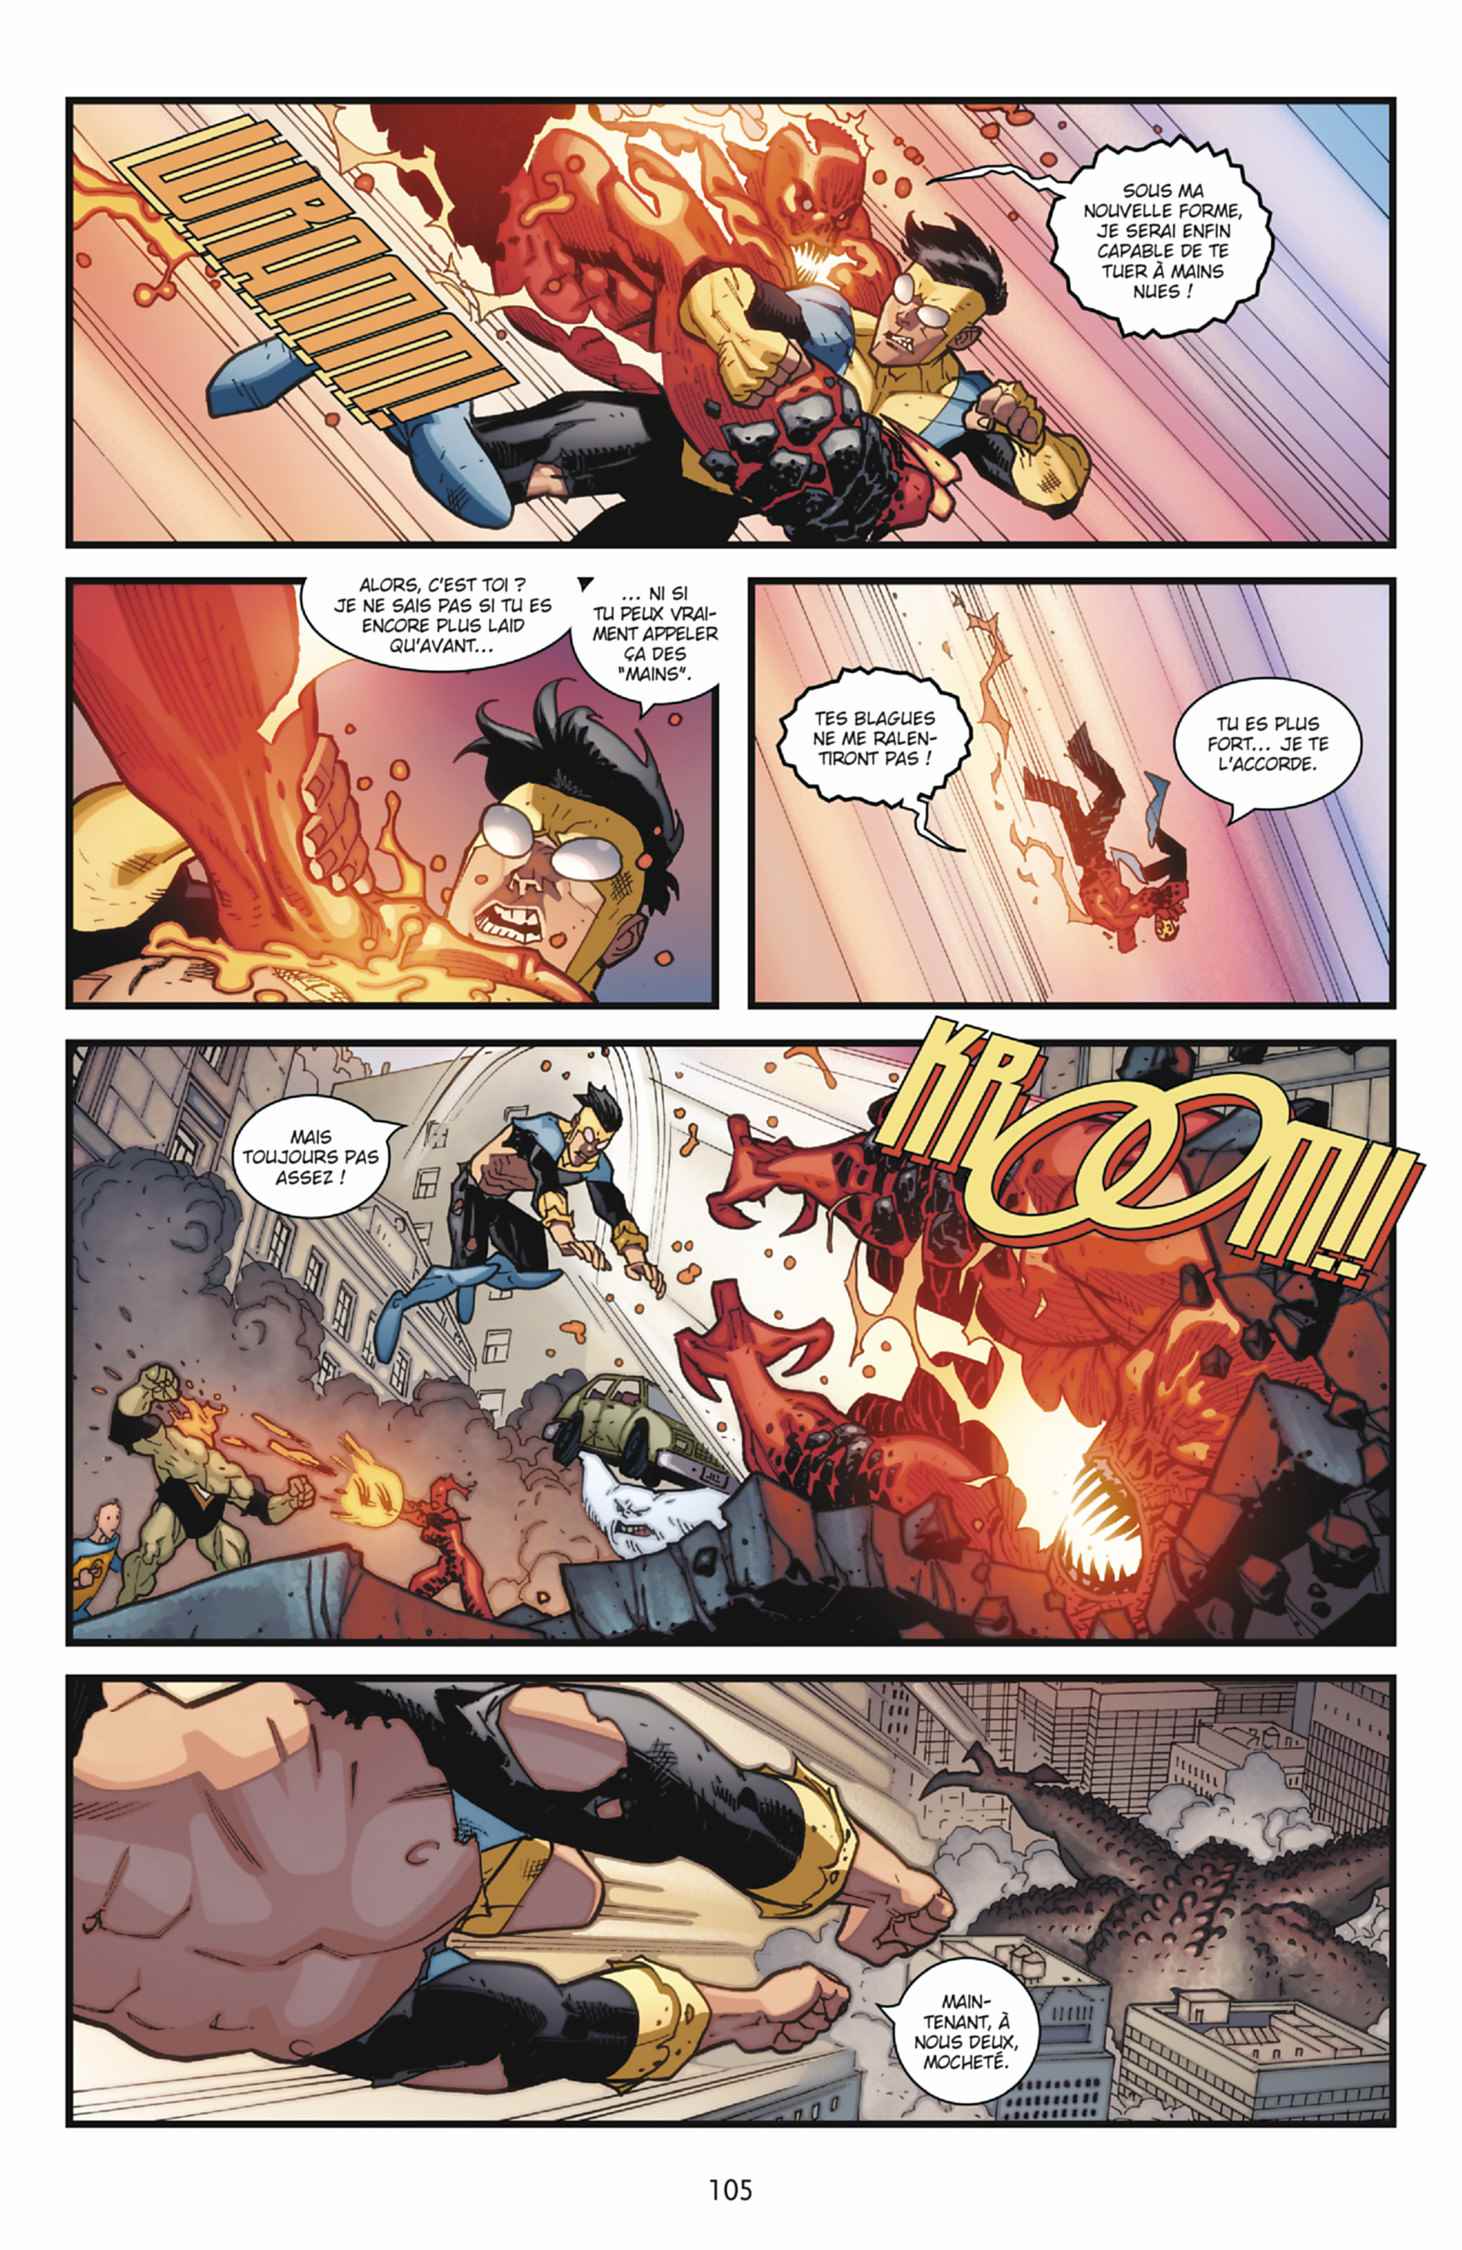 WRAOOM!
SOUS MA
NOUVELLE FORME,
JE SERAI ENFIN
CAPABLE DE TE
TUER À MAINS
NUES !
ALORS, C'EST TOI ?
JE NE SAIS PAS SI TU ES
ENCORE PLUS LAID
QU'AVANT...
... NI SI
TU PEUX VRAI-
MENT APPELER
ÇA DES
"MAINS".
TES BLAGUES
NE ME RALEN-
TIRONT PAS !
TU ES PLUS
FORT... JE TE
L'ACCORDE.
KROOM!!
MAIS
TOUJOURS PAS
ASSEZ !
MAIN-
TENANT, À
NOUS DEUX,
MOCHETÉ.
105